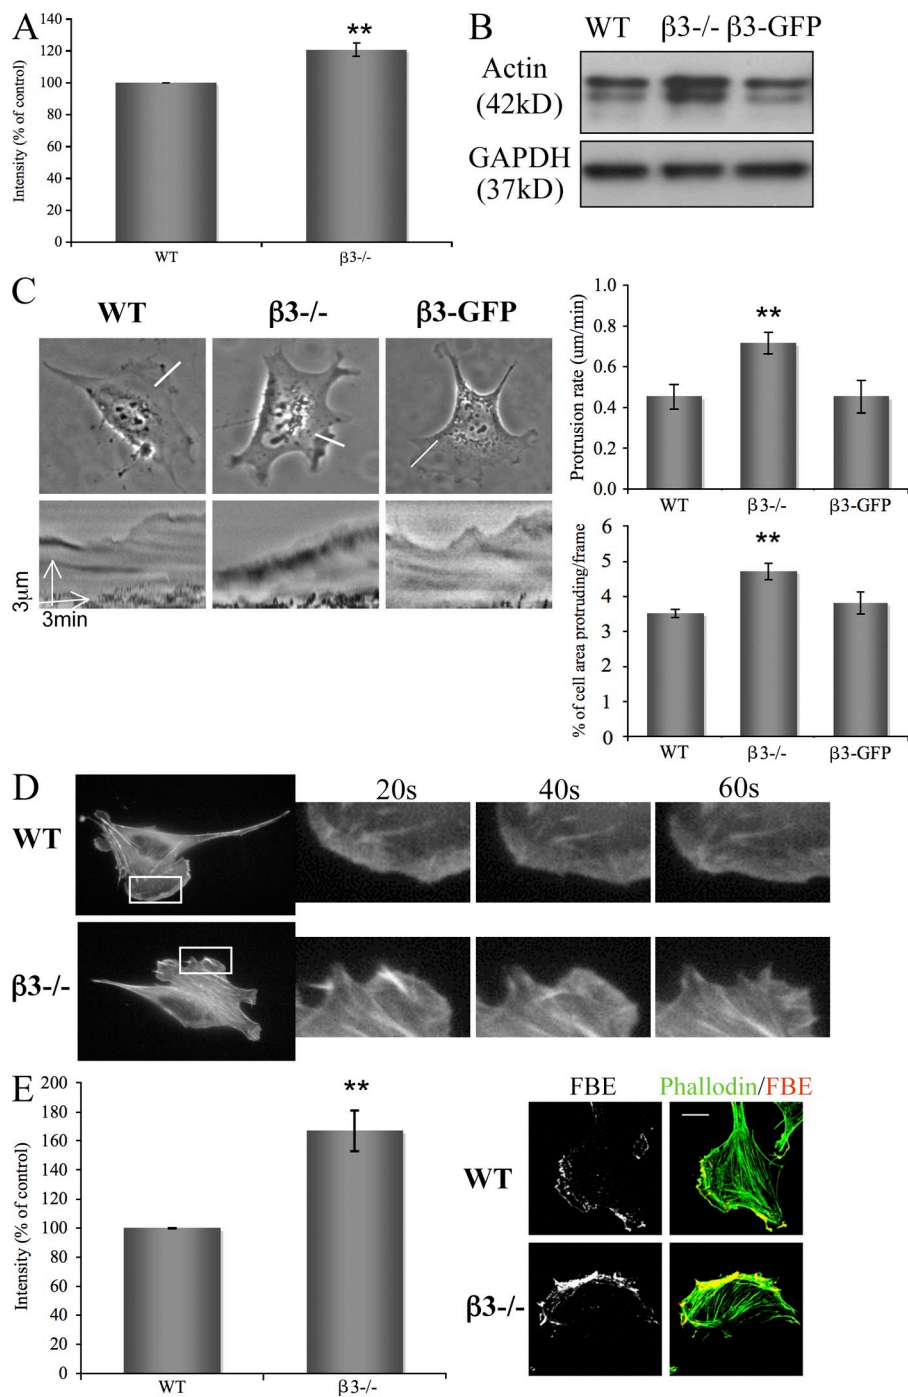 A
140
120
100
80
60
40
20
0
Intensity (% of control)
**
WT
β3-/-
B
WT β3-/- β3-GFP
Actin
(42kD)
GAPDH
(37kD)
C
WT β3-/- β3-GFP
3μm
3min
1.0
0.8
0.6
0.4
0.2
0.0
Protrusion rate (um/min)
**
WT β3-/- β3-GFP
6
5
4
3
2
1
0
% of cell area protruding/frame
**
WT β3-/- β3-GFP
D
20s 40s 60s
WT
β3-/-
E
200
180
160
140
120
100
80
60
40
20
0
Intensity (% of control)
**
WT β3-/-
FBE Phallodin/FBE
WT
β3-/-